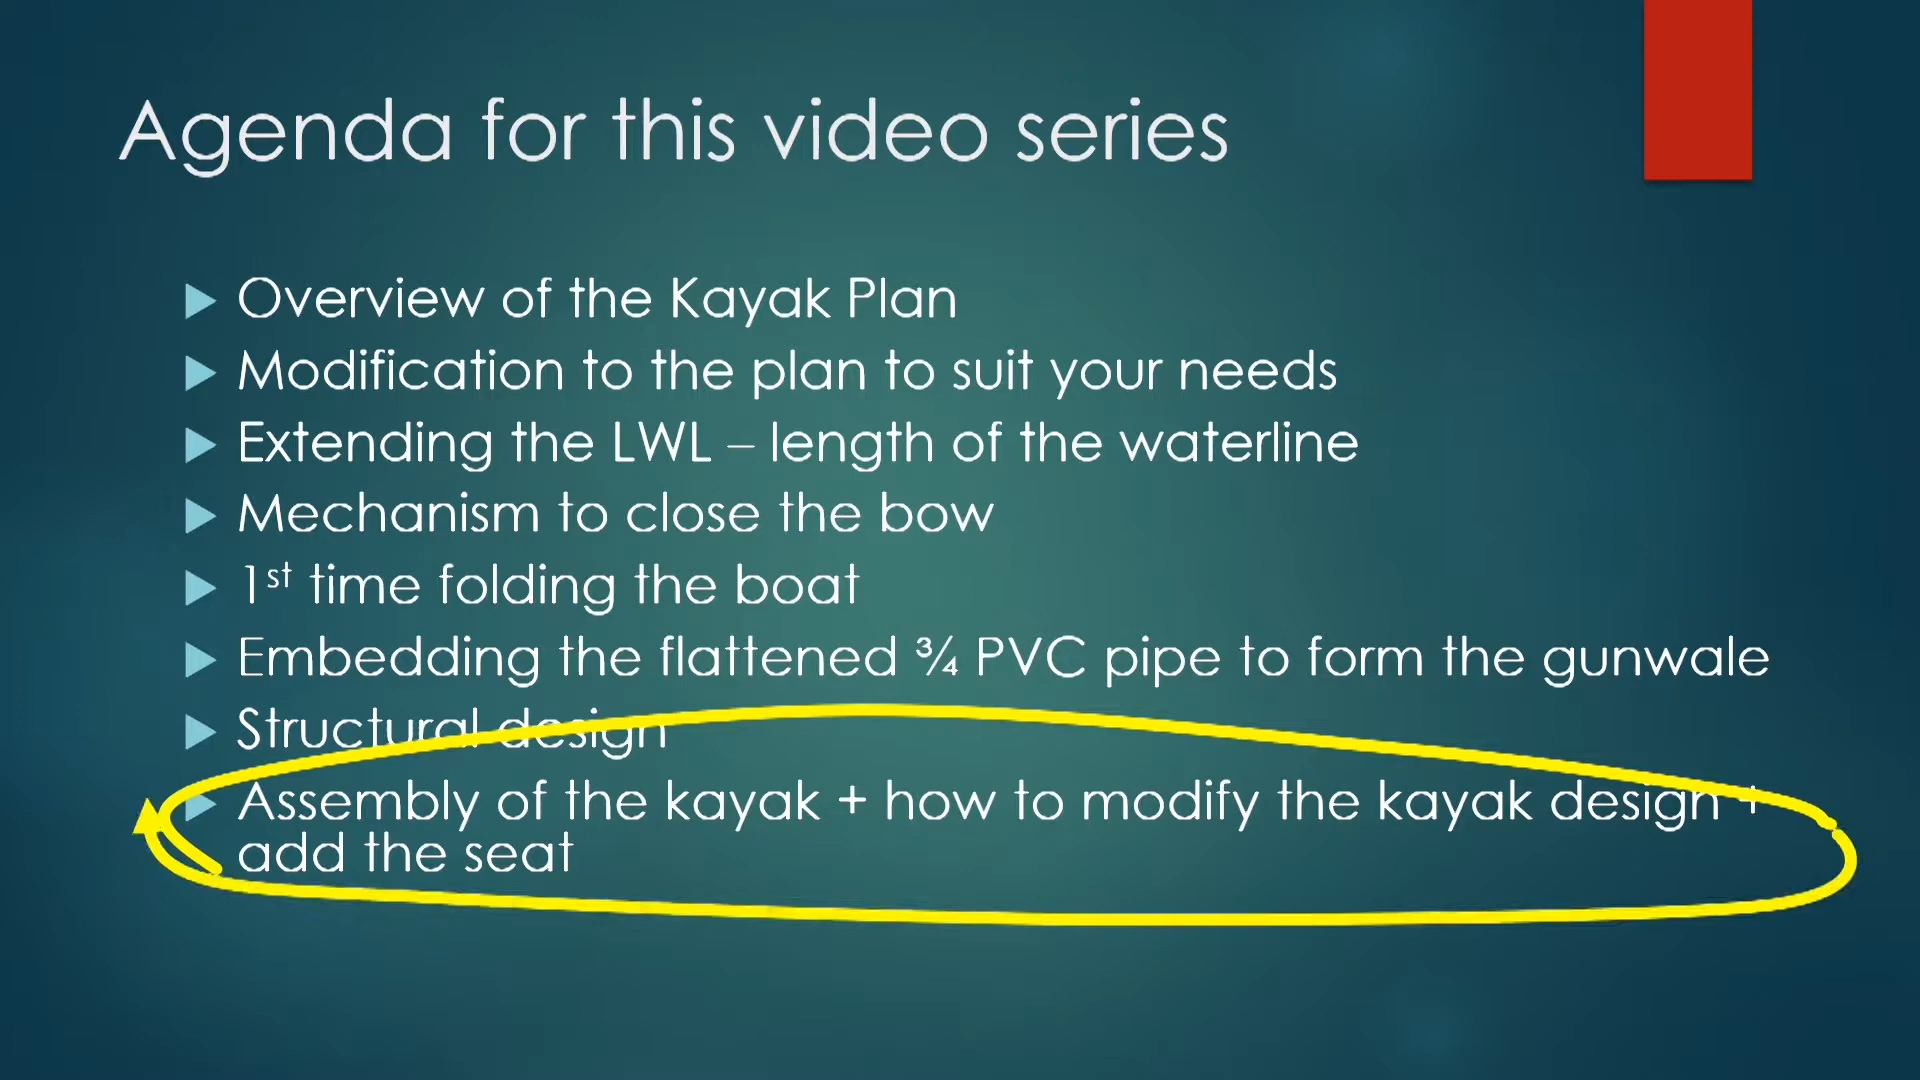 Agenda for this video series
Overview of the Kayak Plan
Modification to the plan to suit your needs
Extending the LWL – length of the waterline
Mechanism to close the bow
1st time folding the boat
Embedding the flattened ¾ PVC pipe to form the gunwale
Structural design
Assembly of the kayak + how to modify the kayak design +
add the seat